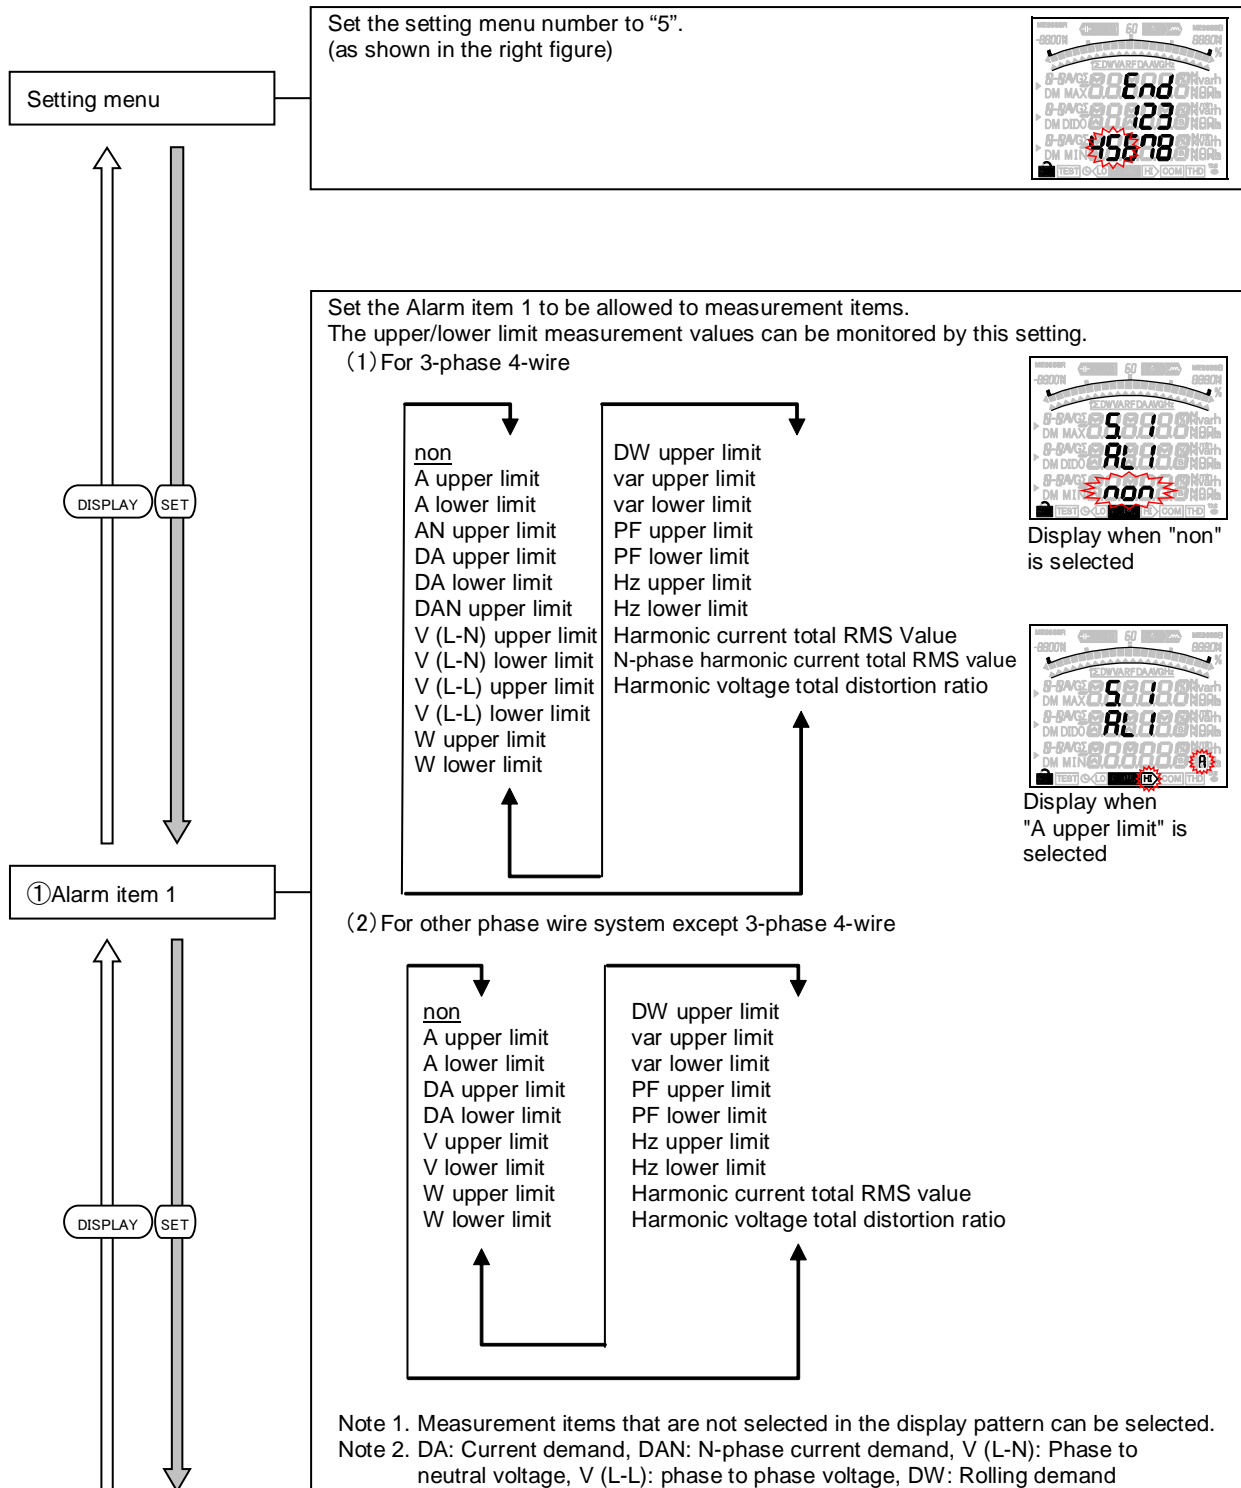 Set the setting menu number to “5”.
(as shown in the right figure)
Setting menu
End
123
45678
Set the Alarm item 1 to be allowed to measurement items.
The upper/lower limit measurement values can be monitored by this setting.
(1) For 3-phase 4-wire
non
A upper limit
A lower limit
AN upper limit
DA upper limit
DA lower limit
DAN upper limit
V (L-N) upper limit
V (L-N) lower limit
V (L-L) upper limit
V (L-L) lower limit
W upper limit
W lower limit
DW upper limit
var upper limit
var lower limit
PF upper limit
PF lower limit
Hz upper limit
Hz lower limit
Harmonic current total RMS Value
N-phase harmonic current total RMS value
Harmonic voltage total distortion ratio
S. 1
AL 1
non
Display when "non"
is selected
S. 1
AL 1
A
HI
Display when
"A upper limit" is
selected
DISPLAY
SET
①Alarm item 1
(2) For other phase wire system except 3-phase 4-wire
non
A upper limit
A lower limit
DA upper limit
DA lower limit
V upper limit
V lower limit
W upper limit
W lower limit
DW upper limit
var upper limit
var lower limit
PF upper limit
PF lower limit
Hz upper limit
Hz lower limit
Harmonic current total RMS value
Harmonic voltage total distortion ratio
DISPLAY
SET
Note 1. Measurement items that are not selected in the display pattern can be selected.
Note 2. DA: Current demand, DAN: N-phase current demand, V (L-N): Phase to
neutral voltage, V (L-L): phase to phase voltage, DW: Rolling demand